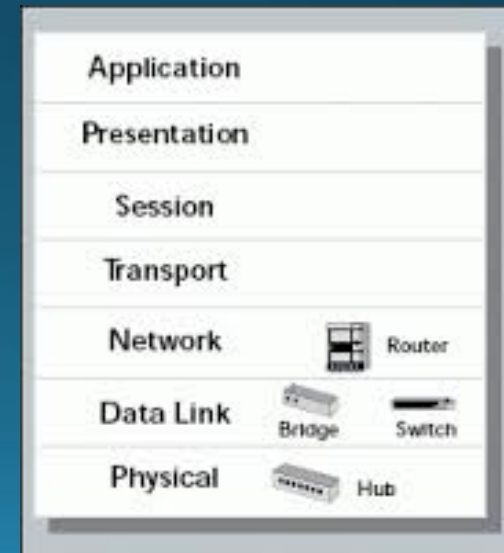 Application
Presentation
Session
Transport
Network Router
Data Link Bridge Switch
Physical Hub